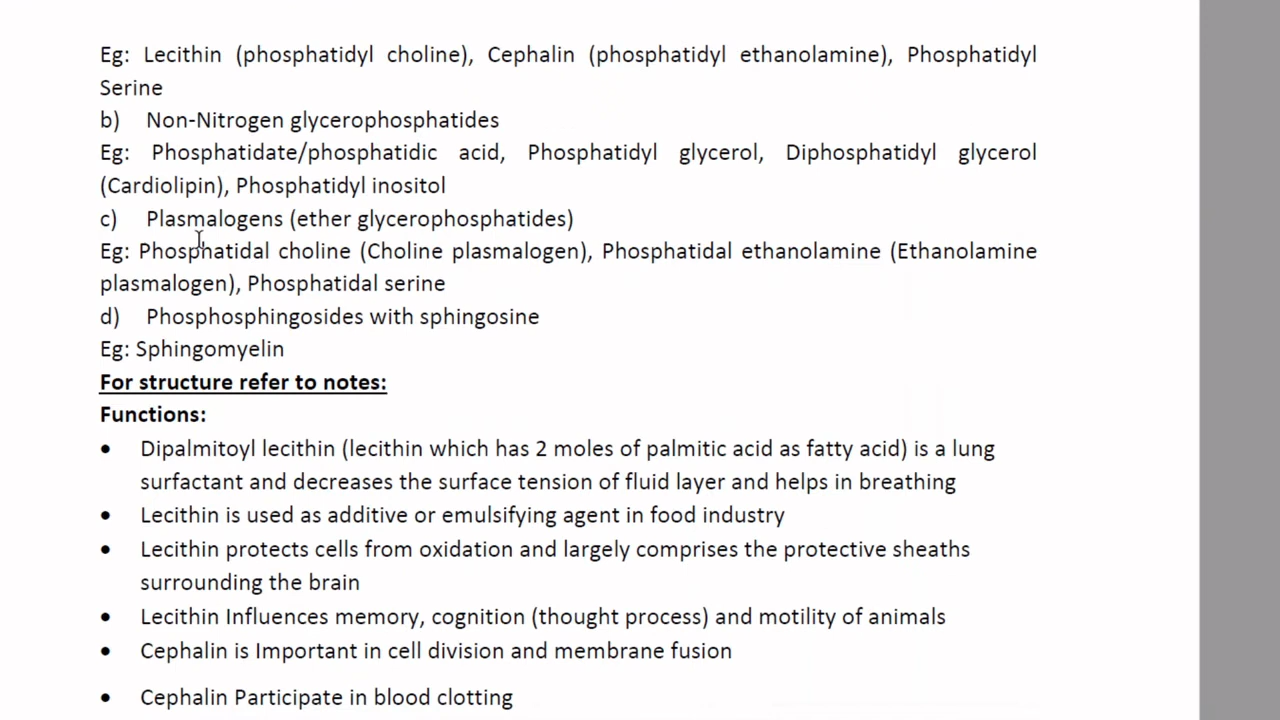 Eg: Lecithin (phosphatidyl choline), Cephalin (phosphatidyl ethanolamine), Phosphatidyl
Serine
b) Non-Nitrogen glycerophosphatides
Eg: Phosphatidate/phosphatidic acid, Phosphatidyl glycerol, Diphosphatidyl glycerol
(Cardiolipin), Phosphatidyl inositol
c) Plasmalogens (ether glycerophosphatides)
Eg: Phosphatidal choline (Choline plasmalogen), Phosphatidal ethanolamine (Ethanolamine
plasmalogen), Phosphatidal serine
d) Phosphosphingosides with sphingosine
Eg: Sphingomyelin
For structure refer to notes:
Functions:
• Dipalmitoyl lecithin (lecithin which has 2 moles of palmitic acid as fatty acid) is a lung
surfactant and decreases the surface tension of fluid layer and helps in breathing
• Lecithin is used as additive or emulsifying agent in food industry
• Lecithin protects cells from oxidation and largely comprises the protective sheaths
surrounding the brain
• Lecithin Influences memory, cognition (thought process) and motility of animals
• Cephalin is Important in cell division and membrane fusion
• Cephalin Participate in blood clotting